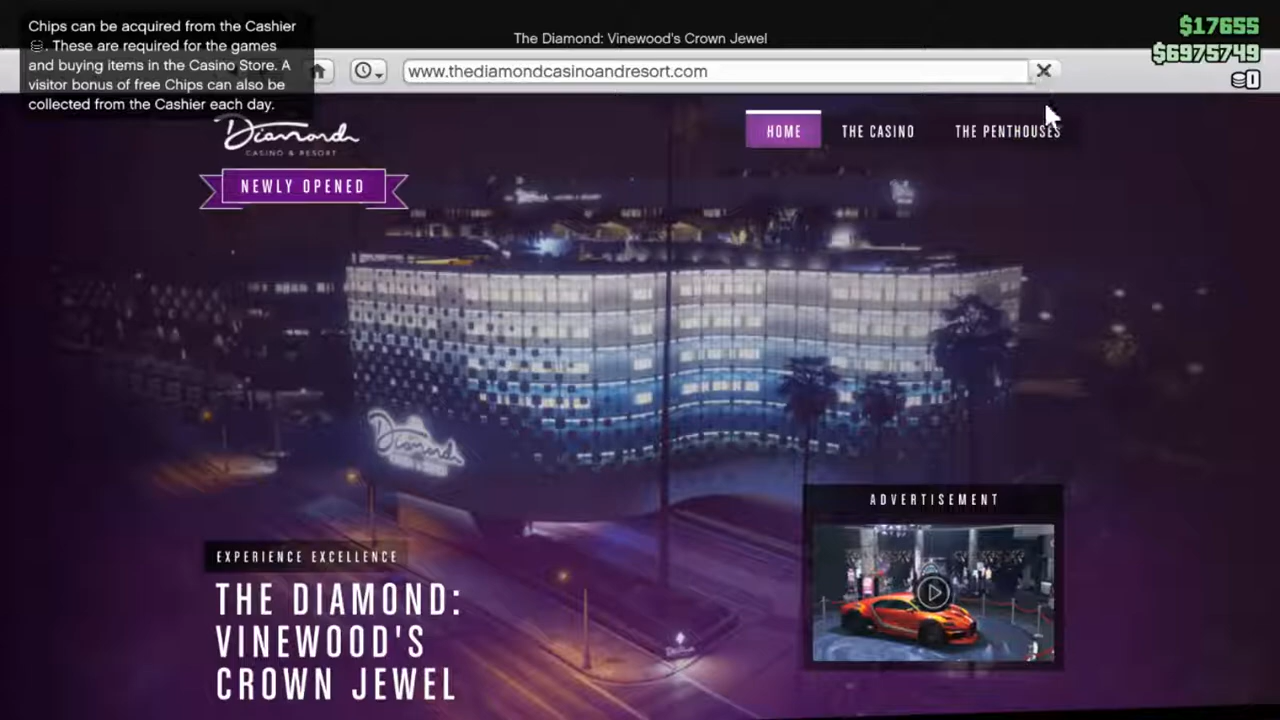 Chips can be acquired from the Cashier
. These are required for the games
and buying items in the Casino Store. A
visitor bonus of free Chips can also be
collected from the Cashier each day.
The Diamond: Vinewood's Crown Jewel
$17655
$6975749
0
www.thediamondcasinoandresort.com
Diamond
CASINO & RESORT
HOME
THE CASINO
THE PENTHOUSES
NEWLY OPENED
Diamond
ADVERTISEMENT
EXPERIENCE EXCELLENCE
THE DIAMOND:
VINEWOOD'S
CROWN JEWEL